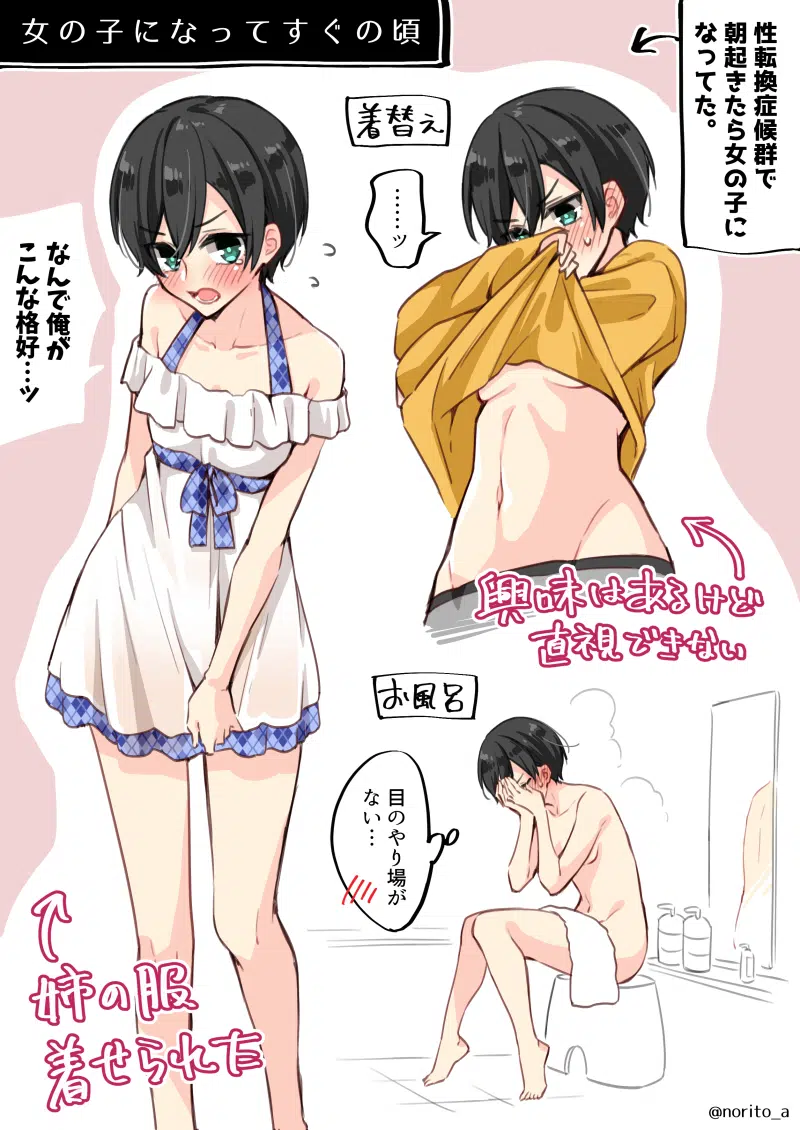 女の子になってすぐの頃
性転換症候群で
朝起きたら女の子に
なってた。
着替え
……ッ
なんで俺が
こんな格好…ッ
興味はあるけど
直視できない
お風呂
目のやり場が
ない…
姉の服
着せられた
@norito_a